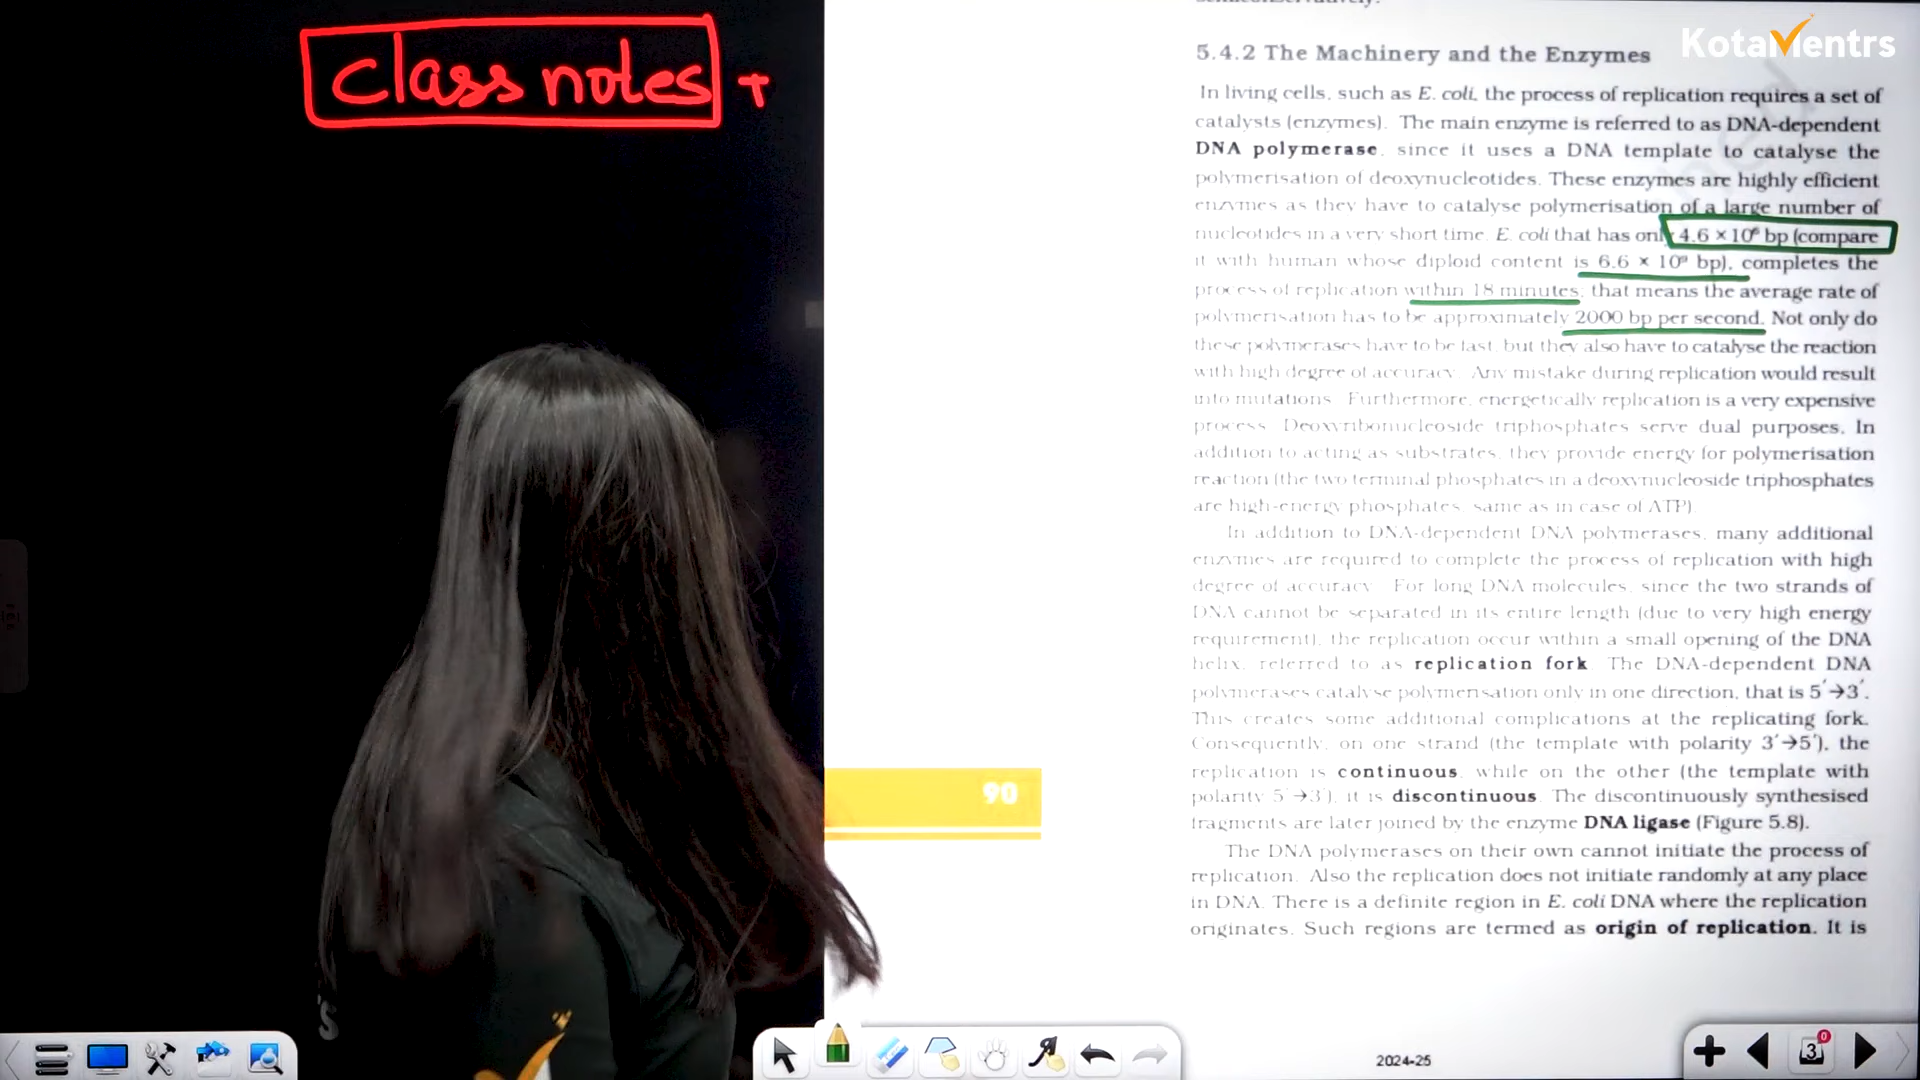 class notes +
KotaMentrs
5.4.2 The Machinery and the Enzymes
In living cells, such as E. coli, the process of replication requires a set of
catalysts (enzymes). The main enzyme is referred to as DNA-dependent
DNA polymerase, since it uses a DNA template to catalyse the
polymerisation of deoxynucleotides. These enzymes are highly efficient
enzymes as they have to catalyse polymerisation of a large number of
nucleotides in a very short time. E. coli that has only 4.6 ×10⁶ bp (compare
it with human whose diploid content is 6.6 × 10⁹ bp), completes the
process of replication within 18 minutes; that means the average rate of
polymerisation has to be approximately 2000 bp per second. Not only do
these polymerases have to be fast, but they also have to catalyse the reaction
with high degree of accuracy. Any mistake during replication would result
into mutations. Furthermore, energetically replication is a very expensive
process. Deoxyribonucleoside triphosphates serve dual purposes. In
addition to acting as substrates, they provide energy for polymerisation
reaction (the two terminal phosphates in a deoxynucleoside triphosphates
are high-energy phosphates, same as in case of ATP).
In addition to DNA-dependent DNA polymerases, many additional
enzymes are required to complete the process of replication with high
degree of accuracy. For long DNA molecules, since the two strands of
DNA cannot be separated in its entire length (due to very high energy
requirement), the replication occur within a small opening of the DNA
helix, referred to as replication fork. The DNA-dependent DNA
polymerases catalyse polymerisation only in one direction, that is 5′→3′.
This creates some additional complications at the replicating fork.
Consequently, on one strand (the template with polarity 3′→5′), the
replication is continuous, while on the other (the template with
polarity 5′→3′), it is discontinuous. The discontinuously synthesised
fragments are later joined by the enzyme DNA ligase (Figure 5.8).
The DNA polymerases on their own cannot initiate the process of
replication. Also the replication does not initiate randomly at any place
in DNA. There is a definite region in E. coli DNA where the replication
originates. Such regions are termed as origin of replication. It is
90
2024-25
3
0